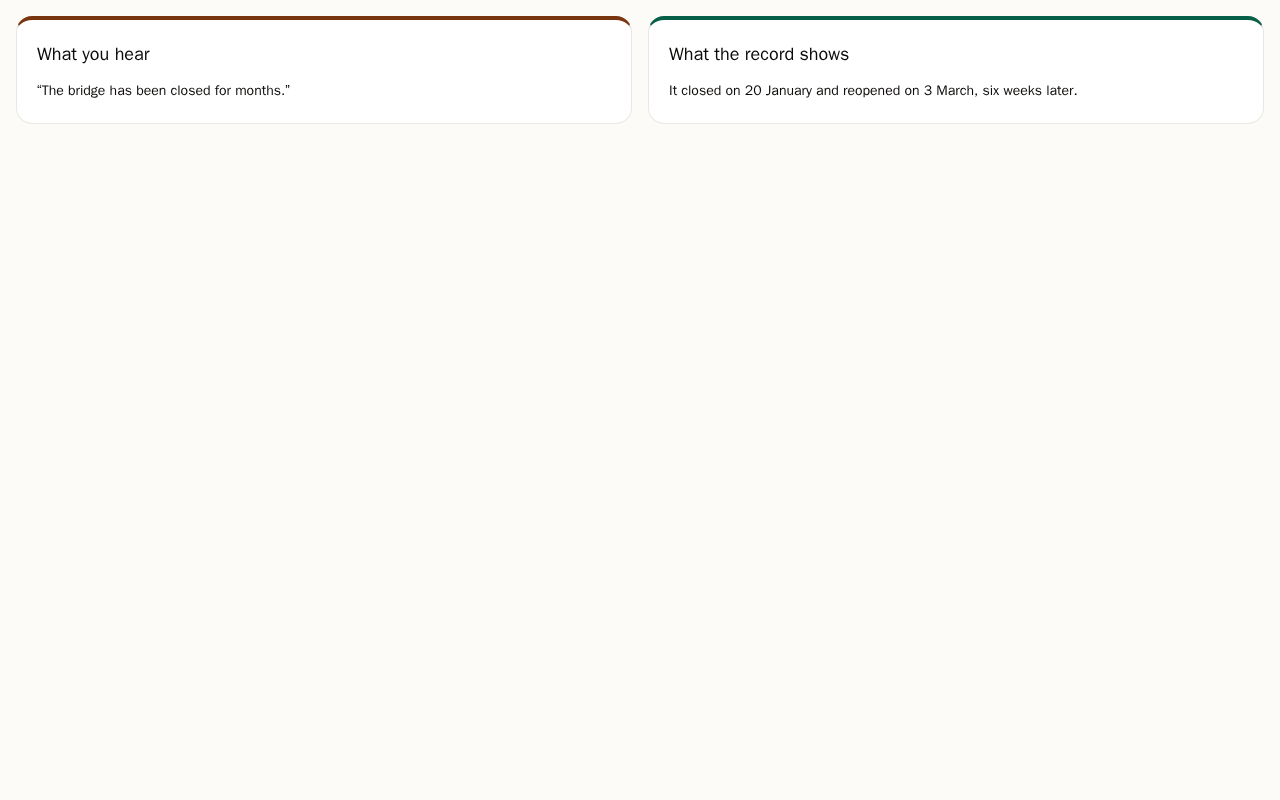 What you hear
“The bridge has been closed for months.”
What the record shows
It closed on 20 January and reopened on 3 March, six weeks later.